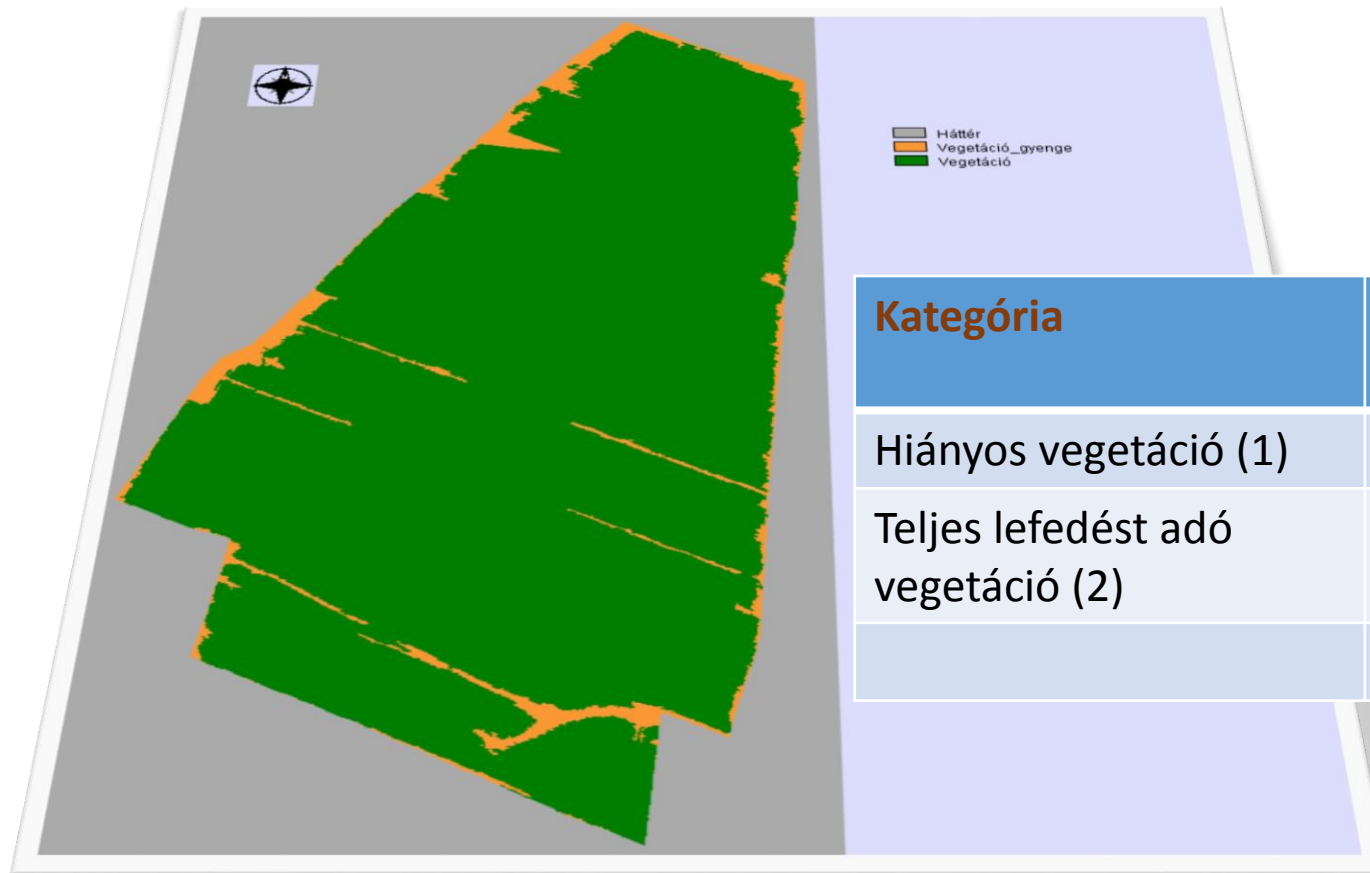 Háttér
Vegetáció_gyenge
Vegetáció
Kategória
Hiányos vegetáció (1)
Teljes lefedést adó
vegetáció (2)